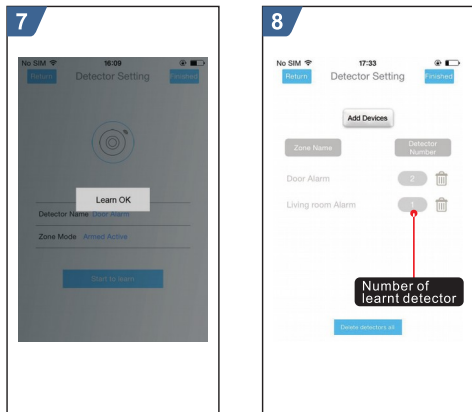 7
No SIM 16:09
Return Detector Setting Finished
Learn OK
Detector Name Door Alarm
Zone Mode Armed Active
Start to learn
8
No SIM 17:33
Return Detector Setting Finished
Add Devices
Zone Name Detector
Number
Door Alarm 2
Living room Alarm 1
Number of
learnt detector
Delete detectors all